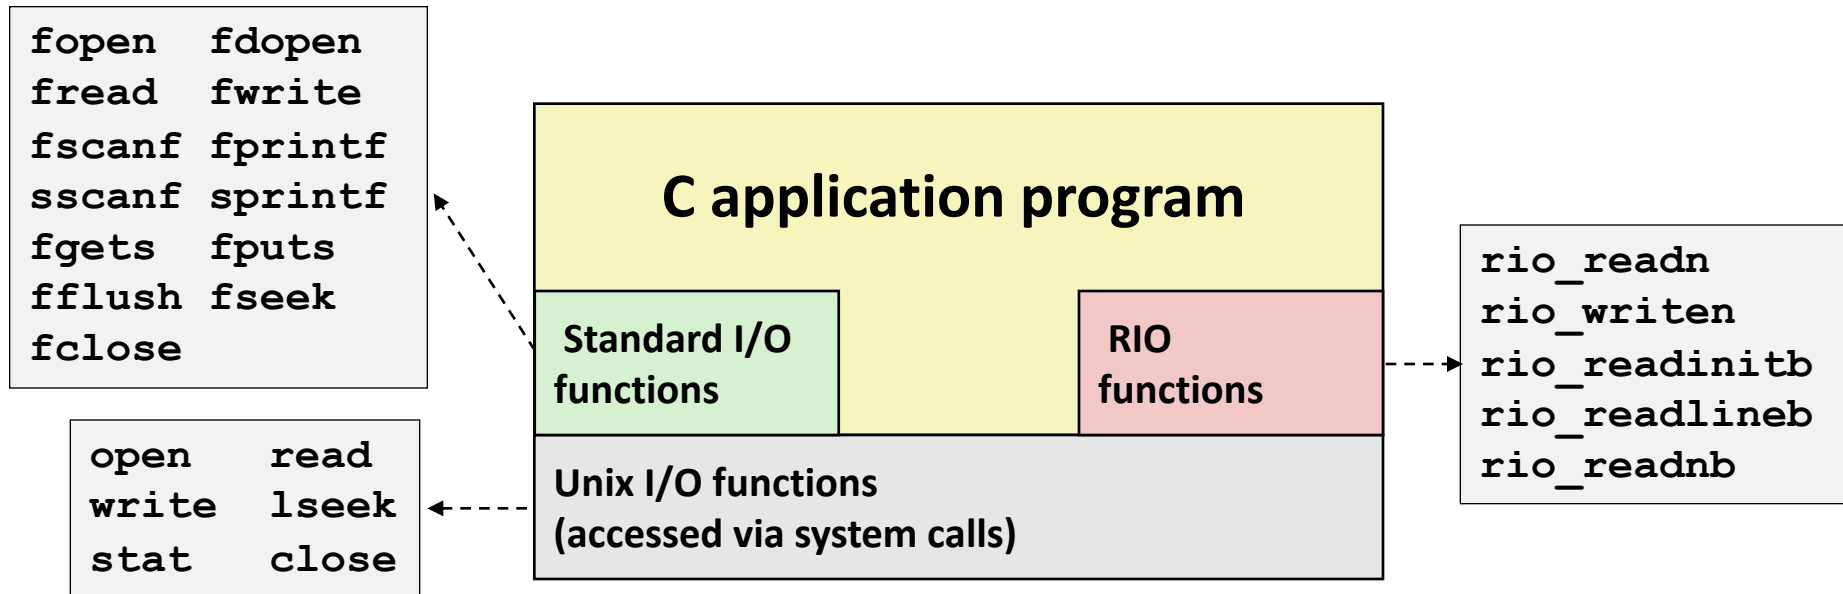 fopen fdopen
fread fwrite
fscanf fprintf
sscanf sprintf
fgets fputs
fflush fseek
fclose
C application program
Standard I/O
functions
RIO
functions
rio_readn
rio_writen
rio_readinitb
rio_readlineb
rio_readnb
open read
write lseek
stat close
Unix I/O functions
(accessed via system calls)